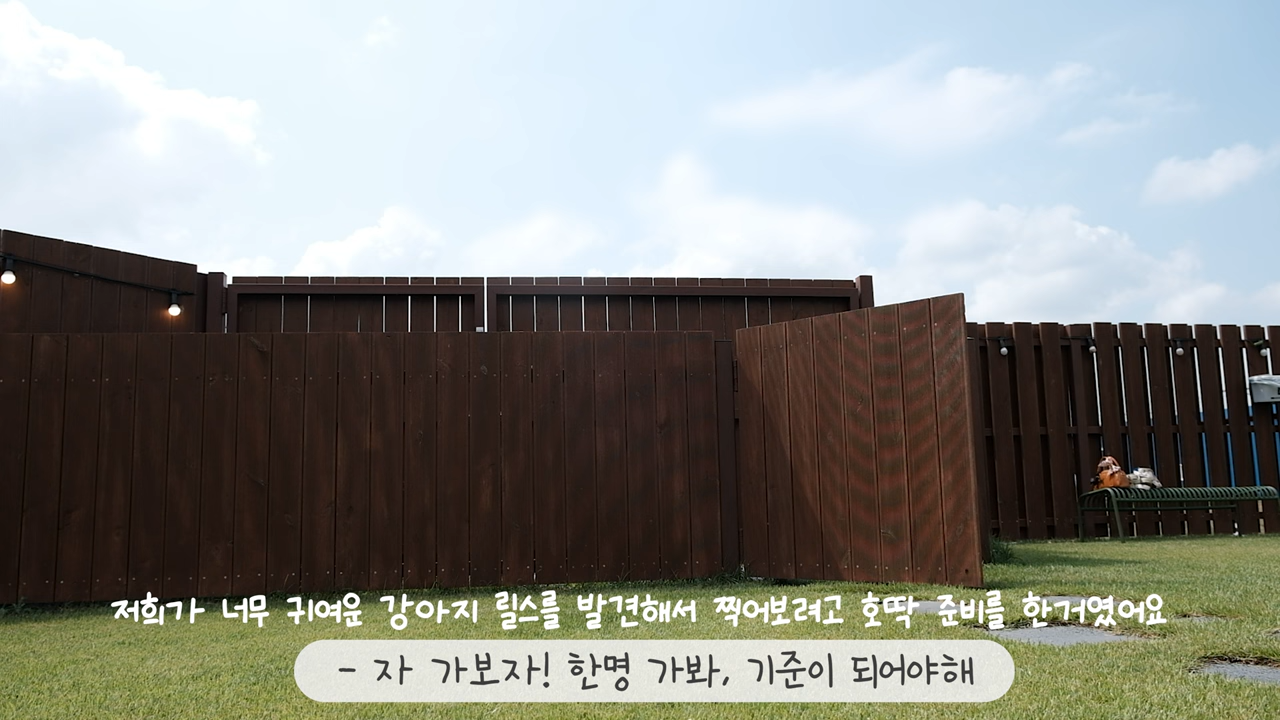 저희가 너무 귀여운 강아지 릴스를 발견해서 찍어보려고 호딱 준비를 한거였어요
- 자 가보자! 한명 가봐, 기준이 되어야해